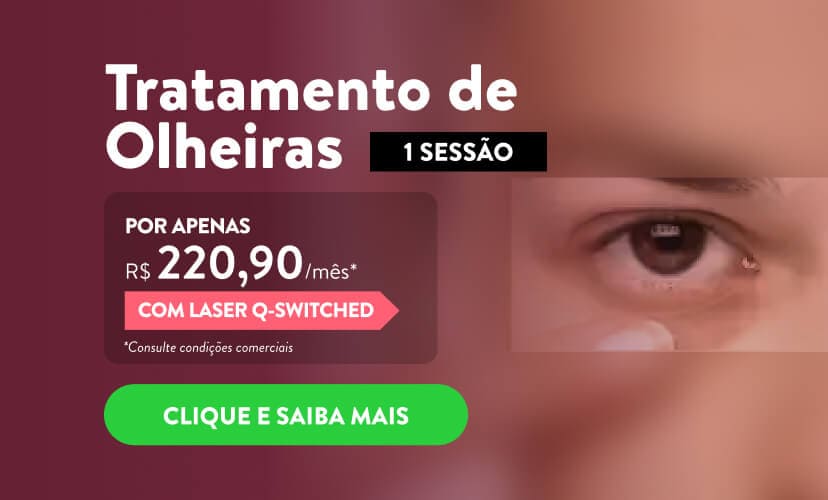 Tratamento de
Olheiras 1 SESSÃO
POR APENAS
R$ 220,90/mês*
COM LASER Q-SWITCHED
*Consulte condições comerciais
CLIQUE E SAIBA MAIS